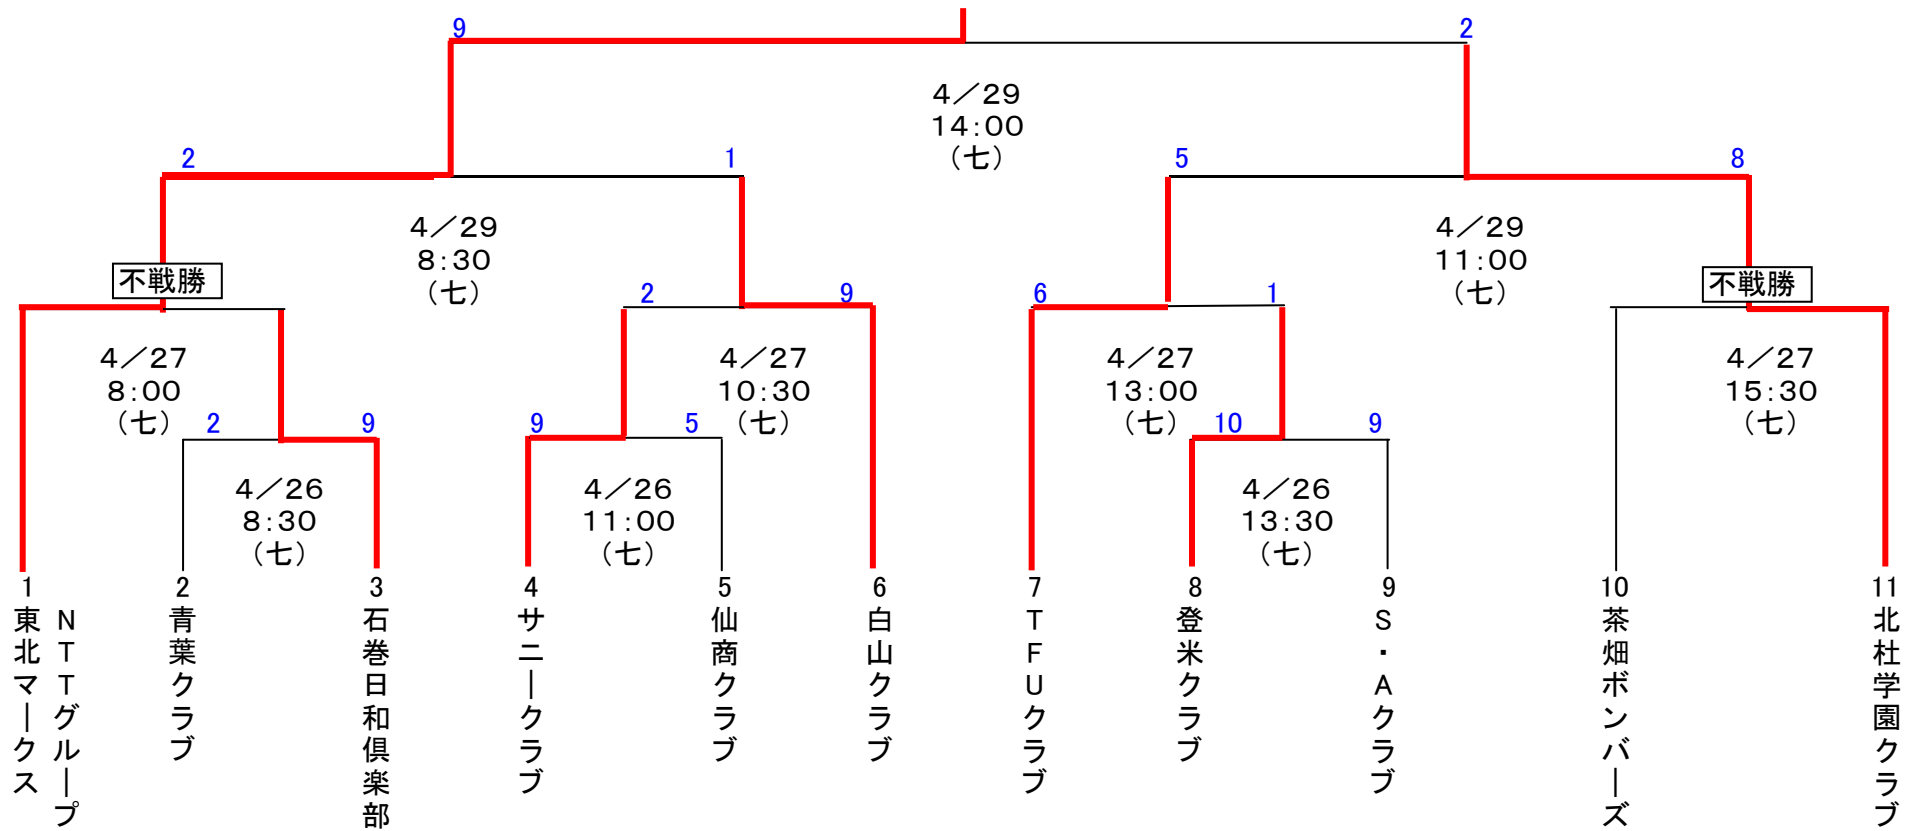 9
2
4/29
14:00
(七)
2
1
5
8
4/29
8:30
(七)
4/29
11:00
(七)
不戦勝
2
9
6
1
不戦勝
4/27
8:00
(七)
4/27
10:30
(七)
4/27
13:00
(七)
4/27
15:30
(七)
2
9
9
5
10
9
4/26
8:30
(七)
4/26
11:00
(七)
4/26
13:30
(七)
1
NTTグループ
東北マークス
2
青葉クラブ
3
石巻日和倶楽部
4
サニークラブ
5
仙商クラブ
6
白山クラブ
7
TFUクラブ
8
登米クラブ
9
S・Aクラブ
10
茶畑ボンバーズ
11
北杜学園クラブ